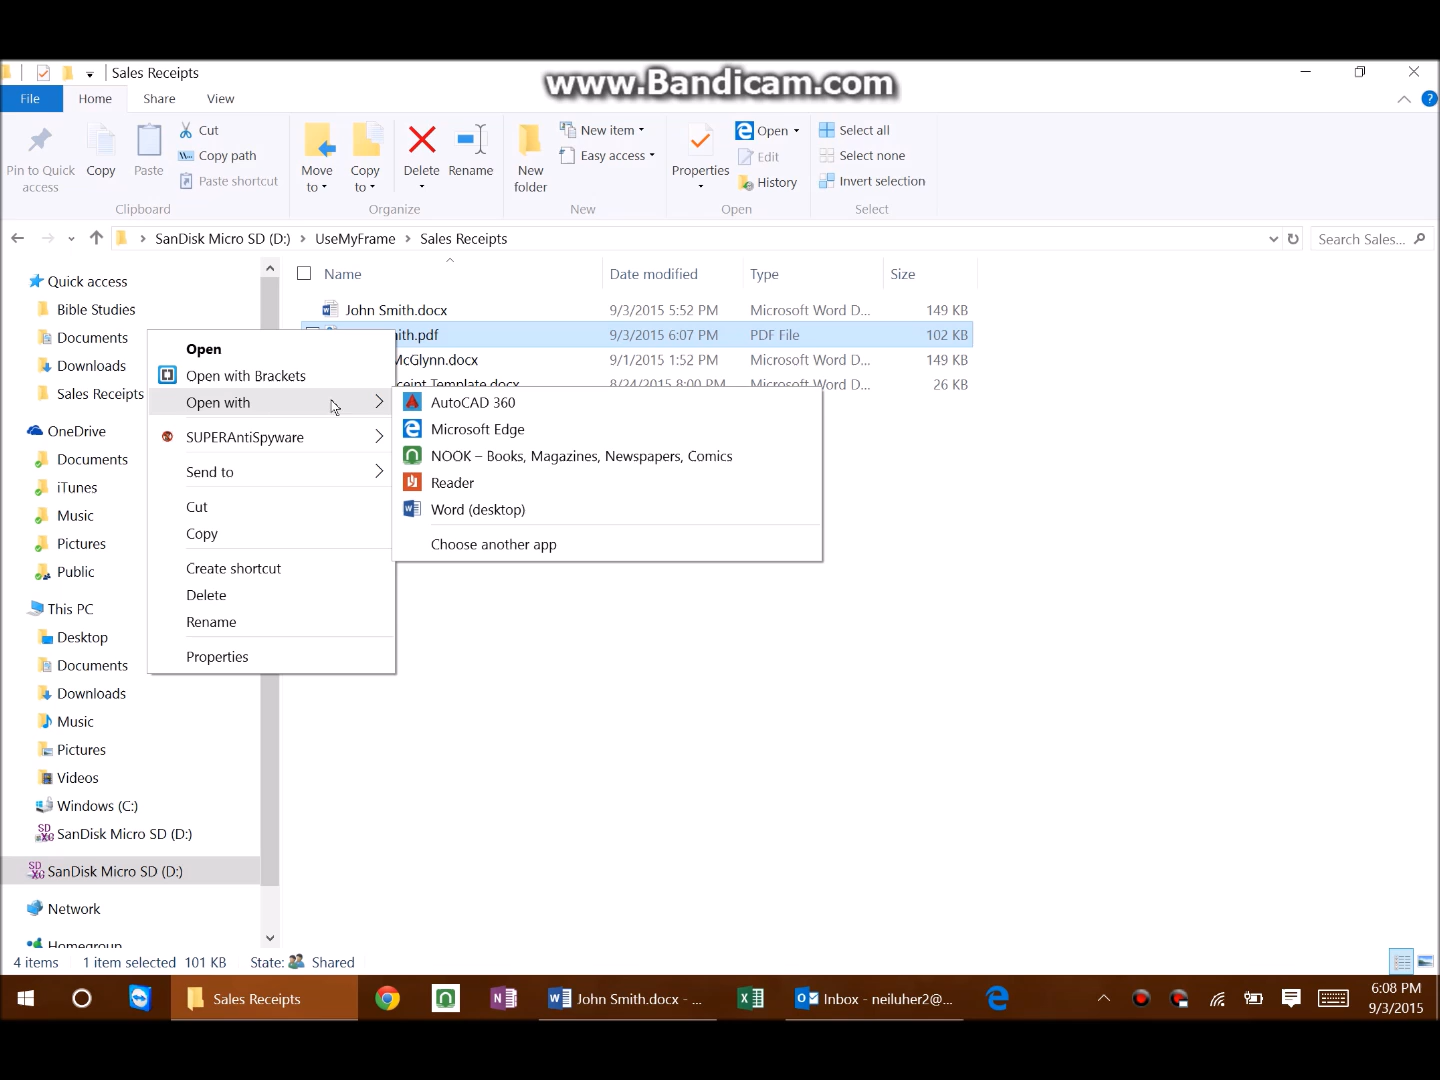 Sales Receipts
www.Bandicam.com
File Home Share View
Pin to Quick access
Copy
Paste
Cut
Copy path
Paste shortcut
Clipboard
Move to
Copy to
Delete
Rename
Organize
New folder
New item
Easy access
New
Properties
Open
Edit
History
Open
Select all
Select none
Invert selection
Select
SanDisk Micro SD (D:) UseMyFrame Sales Receipts
Search Sales...
Name Date modified Type Size
John Smith.docx 9/3/2015 5:52 PM Microsoft Word D... 149 KB
ith.pdf 9/3/2015 6:07 PM PDF File 102 KB
McGlynn.docx 9/1/2015 1:52 PM Microsoft Word D... 149 KB
ceipt Template.docx 8/24/2015 8:00 PM Microsoft Word D... 26 KB
Quick access
Bible Studies
Documents
Downloads
Sales Receipts
OneDrive
Documents
iTunes
Music
Pictures
Public
This PC
Desktop
Documents
Downloads
Music
Pictures
Videos
Windows (C:)
SanDisk Micro SD (D:)
SanDisk Micro SD (D:)
Network
Homegroup
Open
Open with Brackets
Open with
SUPERAntiSpyware
Send to
Cut
Copy
Create shortcut
Delete
Rename
Properties
AutoCAD 360
Microsoft Edge
NOOK – Books, Magazines, Newspapers, Comics
Reader
Word (desktop)
Choose another app
4 items 1 item selected 101 KB State: Shared
Sales Receipts
John Smith.docx - ...
Inbox - neiluher2@...
6:08 PM
9/3/2015